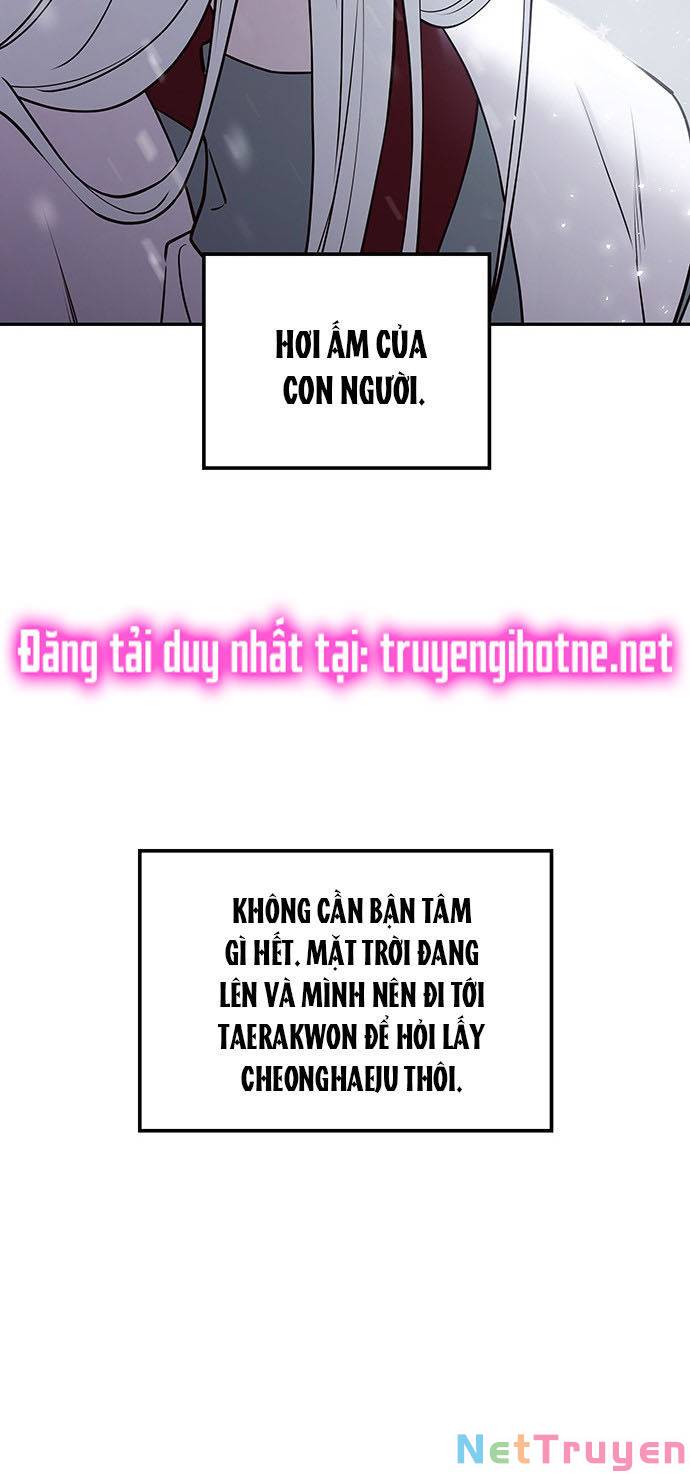 HƠI ẤM CỦA
CON NGƯỜI.
Đăng tải duy nhất tại: truyengihotne.net
KHÔNG CẦN BẬN TÂM
GÌ HẾT. MẶT TRỜI ĐANG
LÊN VÀ MÌNH NÊN ĐI TỚI
TAERAKWON ĐỂ HỎI LẤY
CHEONGHAEJU THÔI.
NetTruyen